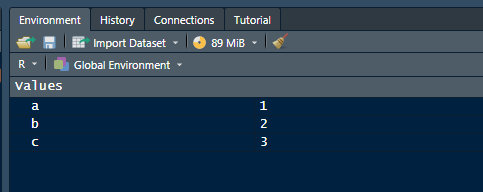 Environment History Connections Tutorial
Import Dataset 89 MiB
R Global Environment
Values
a 1
b 2
c 3